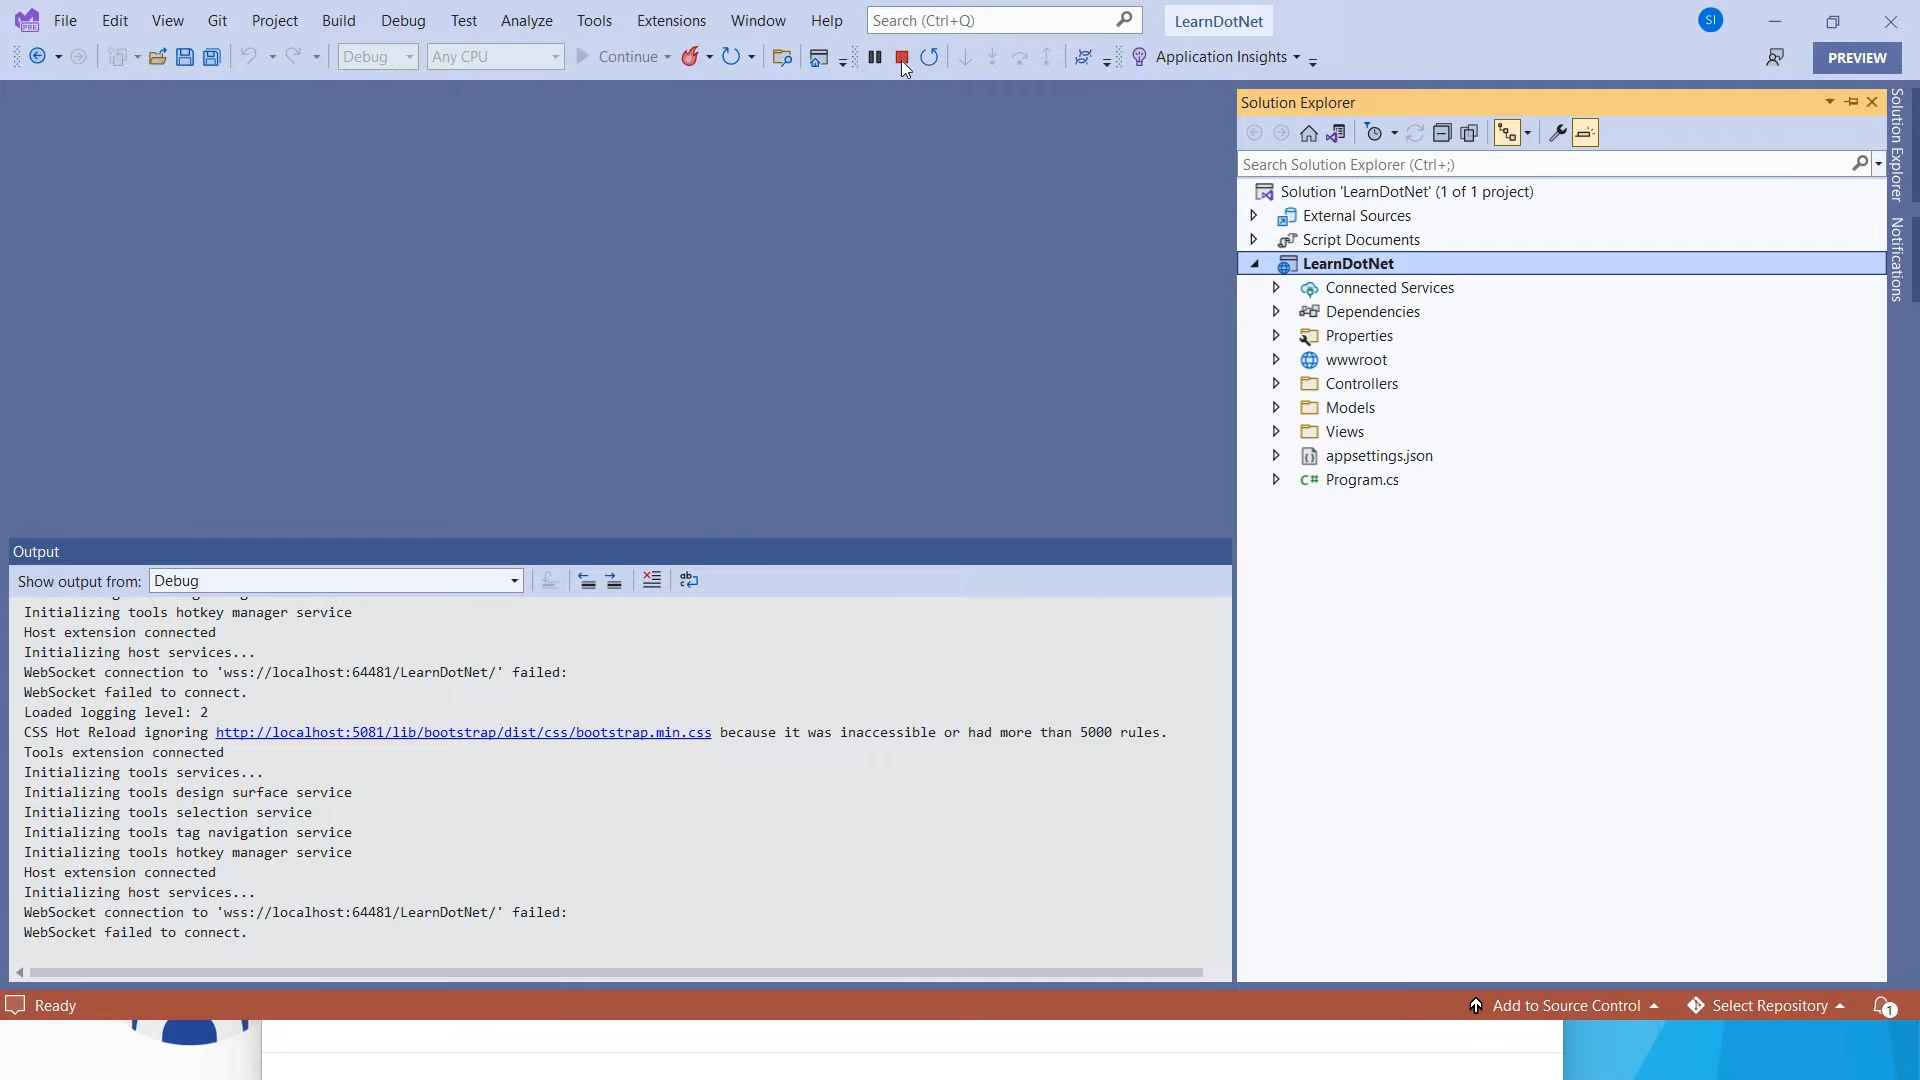 File Edit View Git Project Build Debug Test Analyze Tools Extensions Window Help Search (Ctrl+Q) LearnDotNet SI
Debug Any CPU Continue Application Insights PREVIEW
Solution Explorer
Search Solution Explorer (Ctrl+;)
Solution 'LearnDotNet' (1 of 1 project)
External Sources
Script Documents
LearnDotNet
Connected Services
Dependencies
Properties
wwwroot
Controllers
Models
Views
appsettings.json
C# Program.cs
Solution Explorer
Notifications
Output
Show output from: Debug
Initializing tools hotkey manager service
Host extension connected
Initializing host services...
WebSocket connection to 'wss://localhost:64481/LearnDotNet/' failed:
WebSocket failed to connect.
Loaded logging level: 2
CSS Hot Reload ignoring http://localhost:5081/lib/bootstrap/dist/css/bootstrap.min.css because it was inaccessible or had more than 5000 rules.
Tools extension connected
Initializing tools services...
Initializing tools design surface service
Initializing tools selection service
Initializing tools tag navigation service
Initializing tools hotkey manager service
Host extension connected
Initializing host services...
WebSocket connection to 'wss://localhost:64481/LearnDotNet/' failed:
WebSocket failed to connect.
Ready Add to Source Control Select Repository 1